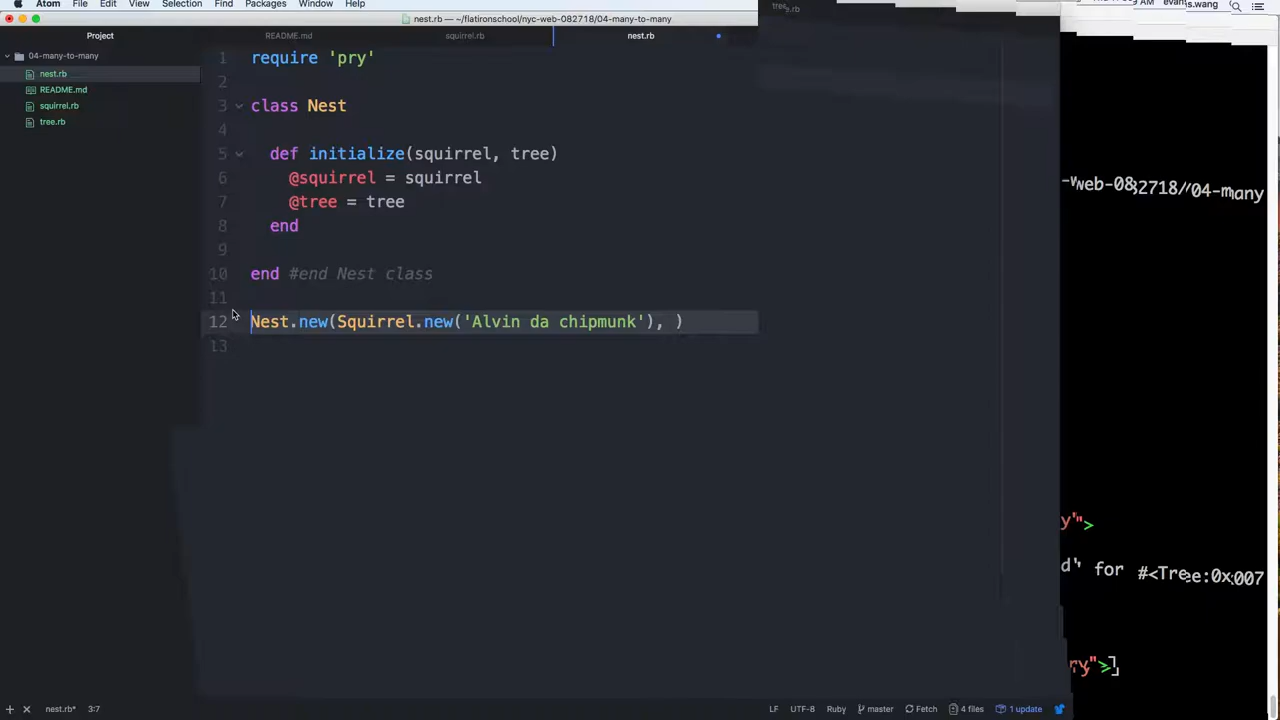 Atom File Edit View Selection Find Packages Window Help
nest.rb — ~/flatironschool/nyc-web-082718/04-many-to-many
Project README.md squirrel.rb nest.rb
04-many-to-many
nest.rb
README.md
squirrel.rb
tree.rb
1 require 'pry'
2
3 class Nest
4
5 def initialize(squirrel, tree)
6 @squirrel = squirrel
7 @tree = tree
8 end
9
10 end #end Nest class
11
12 Nest.new(Squirrel.new('Alvin da chipmunk'), )
13
y">
for #<Tree:0x007
ry">]
nest.rb* 3:7 LF UTF-8 Ruby master Fetch 4 files 1 update